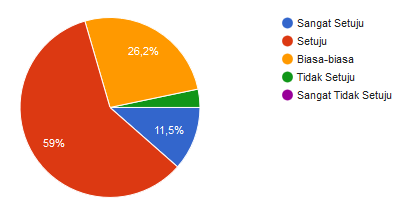 Sangat Setuju
Setuju
Biasa-biasa
Tidak Setuju
Sangat Tidak Setuju
26,2%
11,5%
59%